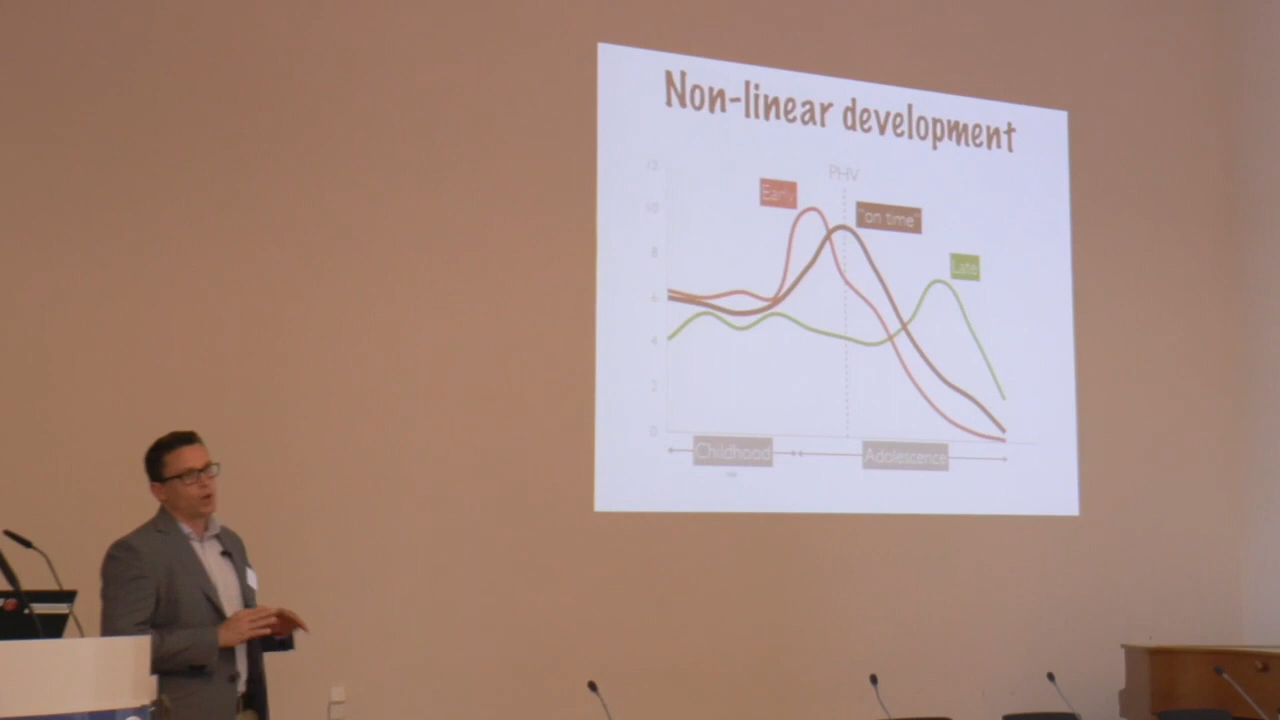 Non-linear development
PHV
Early
"on time"
Late
10
8
6
4
2
0
Childhood
Adolescence